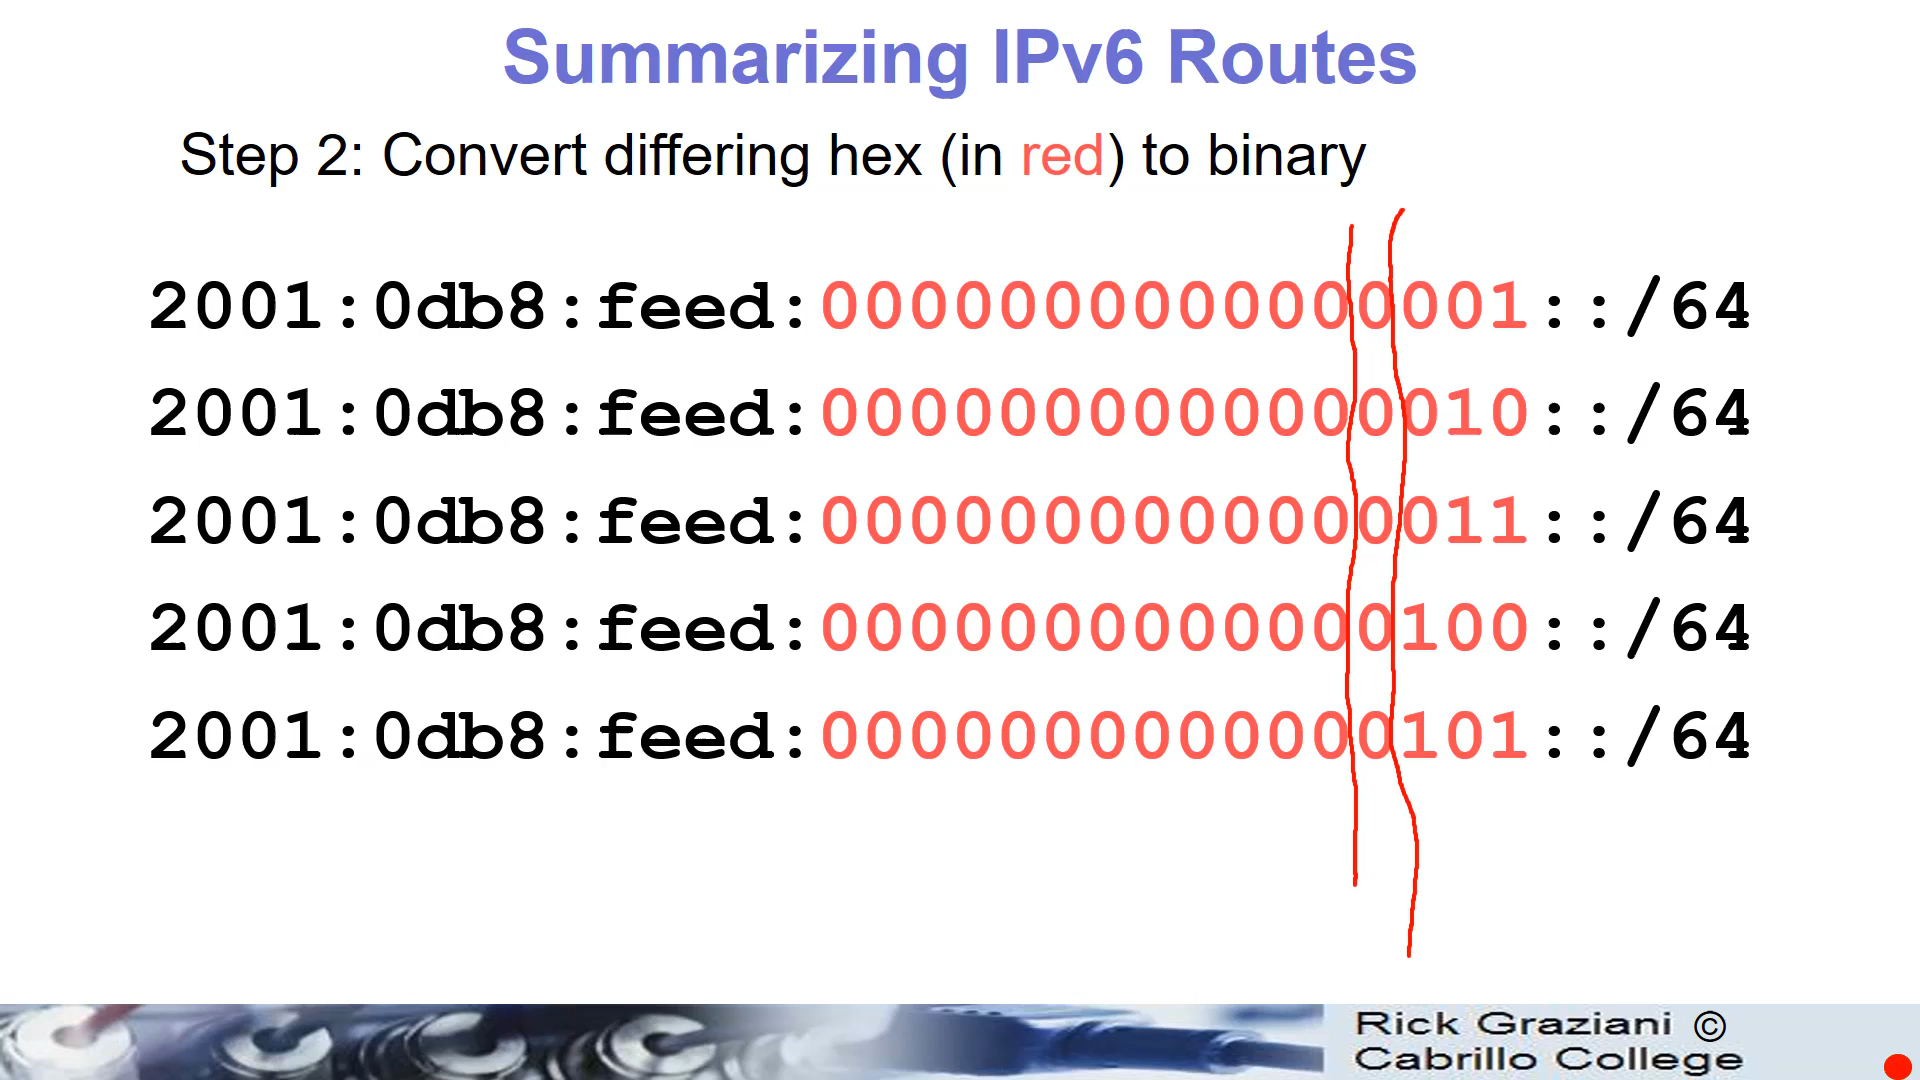 Summarizing IPv6 Routes
Step 2: Convert differing hex (in red) to binary
2001:0db8:feed:0000000000000001::/64
2001:0db8:feed:0000000000000010::/64
2001:0db8:feed:0000000000000011::/64
2001:0db8:feed:0000000000000100::/64
2001:0db8:feed:0000000000000101::/64
Rick Graziani ©
Cabrillo College